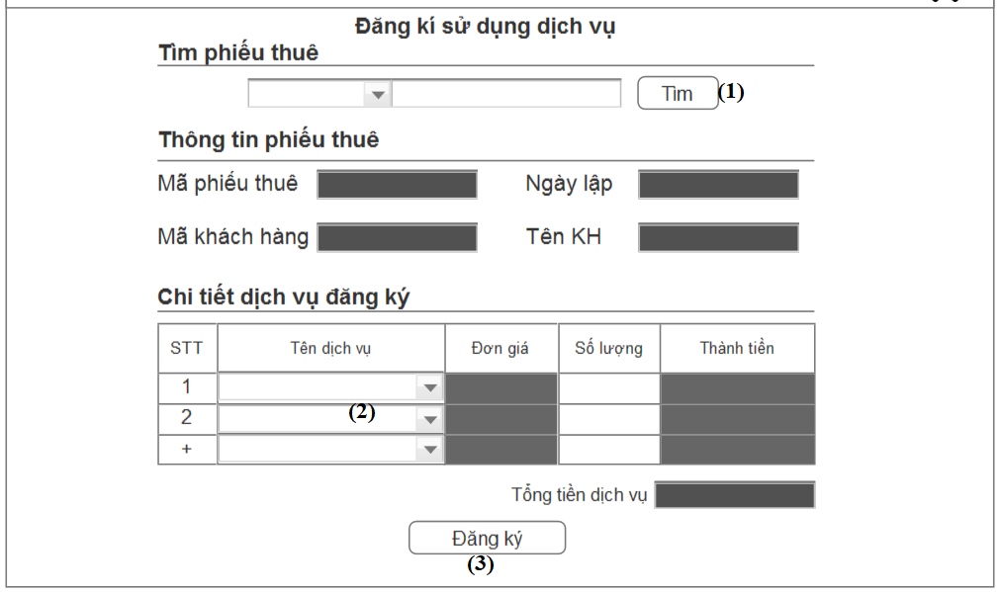 Đăng kí sử dụng dịch vụ
Tìm phiếu thuê
Tìm (1)
Thông tin phiếu thuê
Mã phiếu thuê Ngày lập
Mã khách hàng Tên KH
Chi tiết dịch vụ đăng ký
STT Tên dịch vụ Đơn giá Số lượng Thành tiền
1
2 (2)
+
Tổng tiền dịch vụ
Đăng ký
(3)